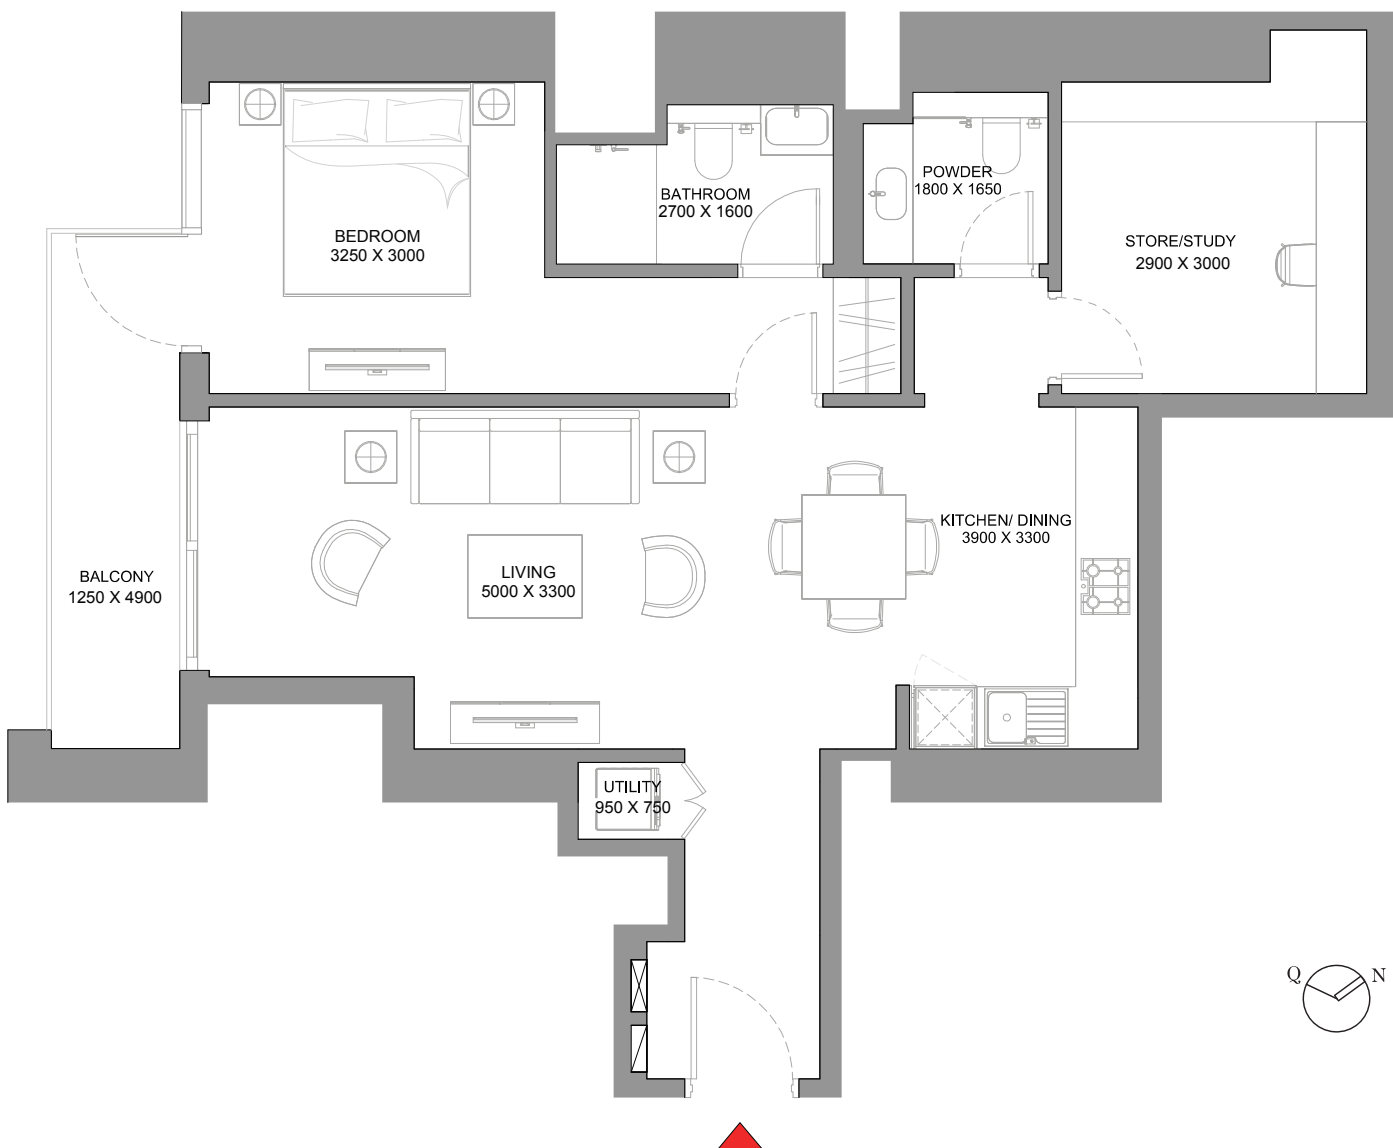 BATHROOM
2700 X 1600
POWDER
1800 X 1650
BEDROOM
3250 X 3000
STORE/STUDY
2900 X 3000
KITCHEN/ DINING
3900 X 3300
LIVING
5000 X 3300
BALCONY
1250 X 4900
UTILITY
950 X 750
Q N